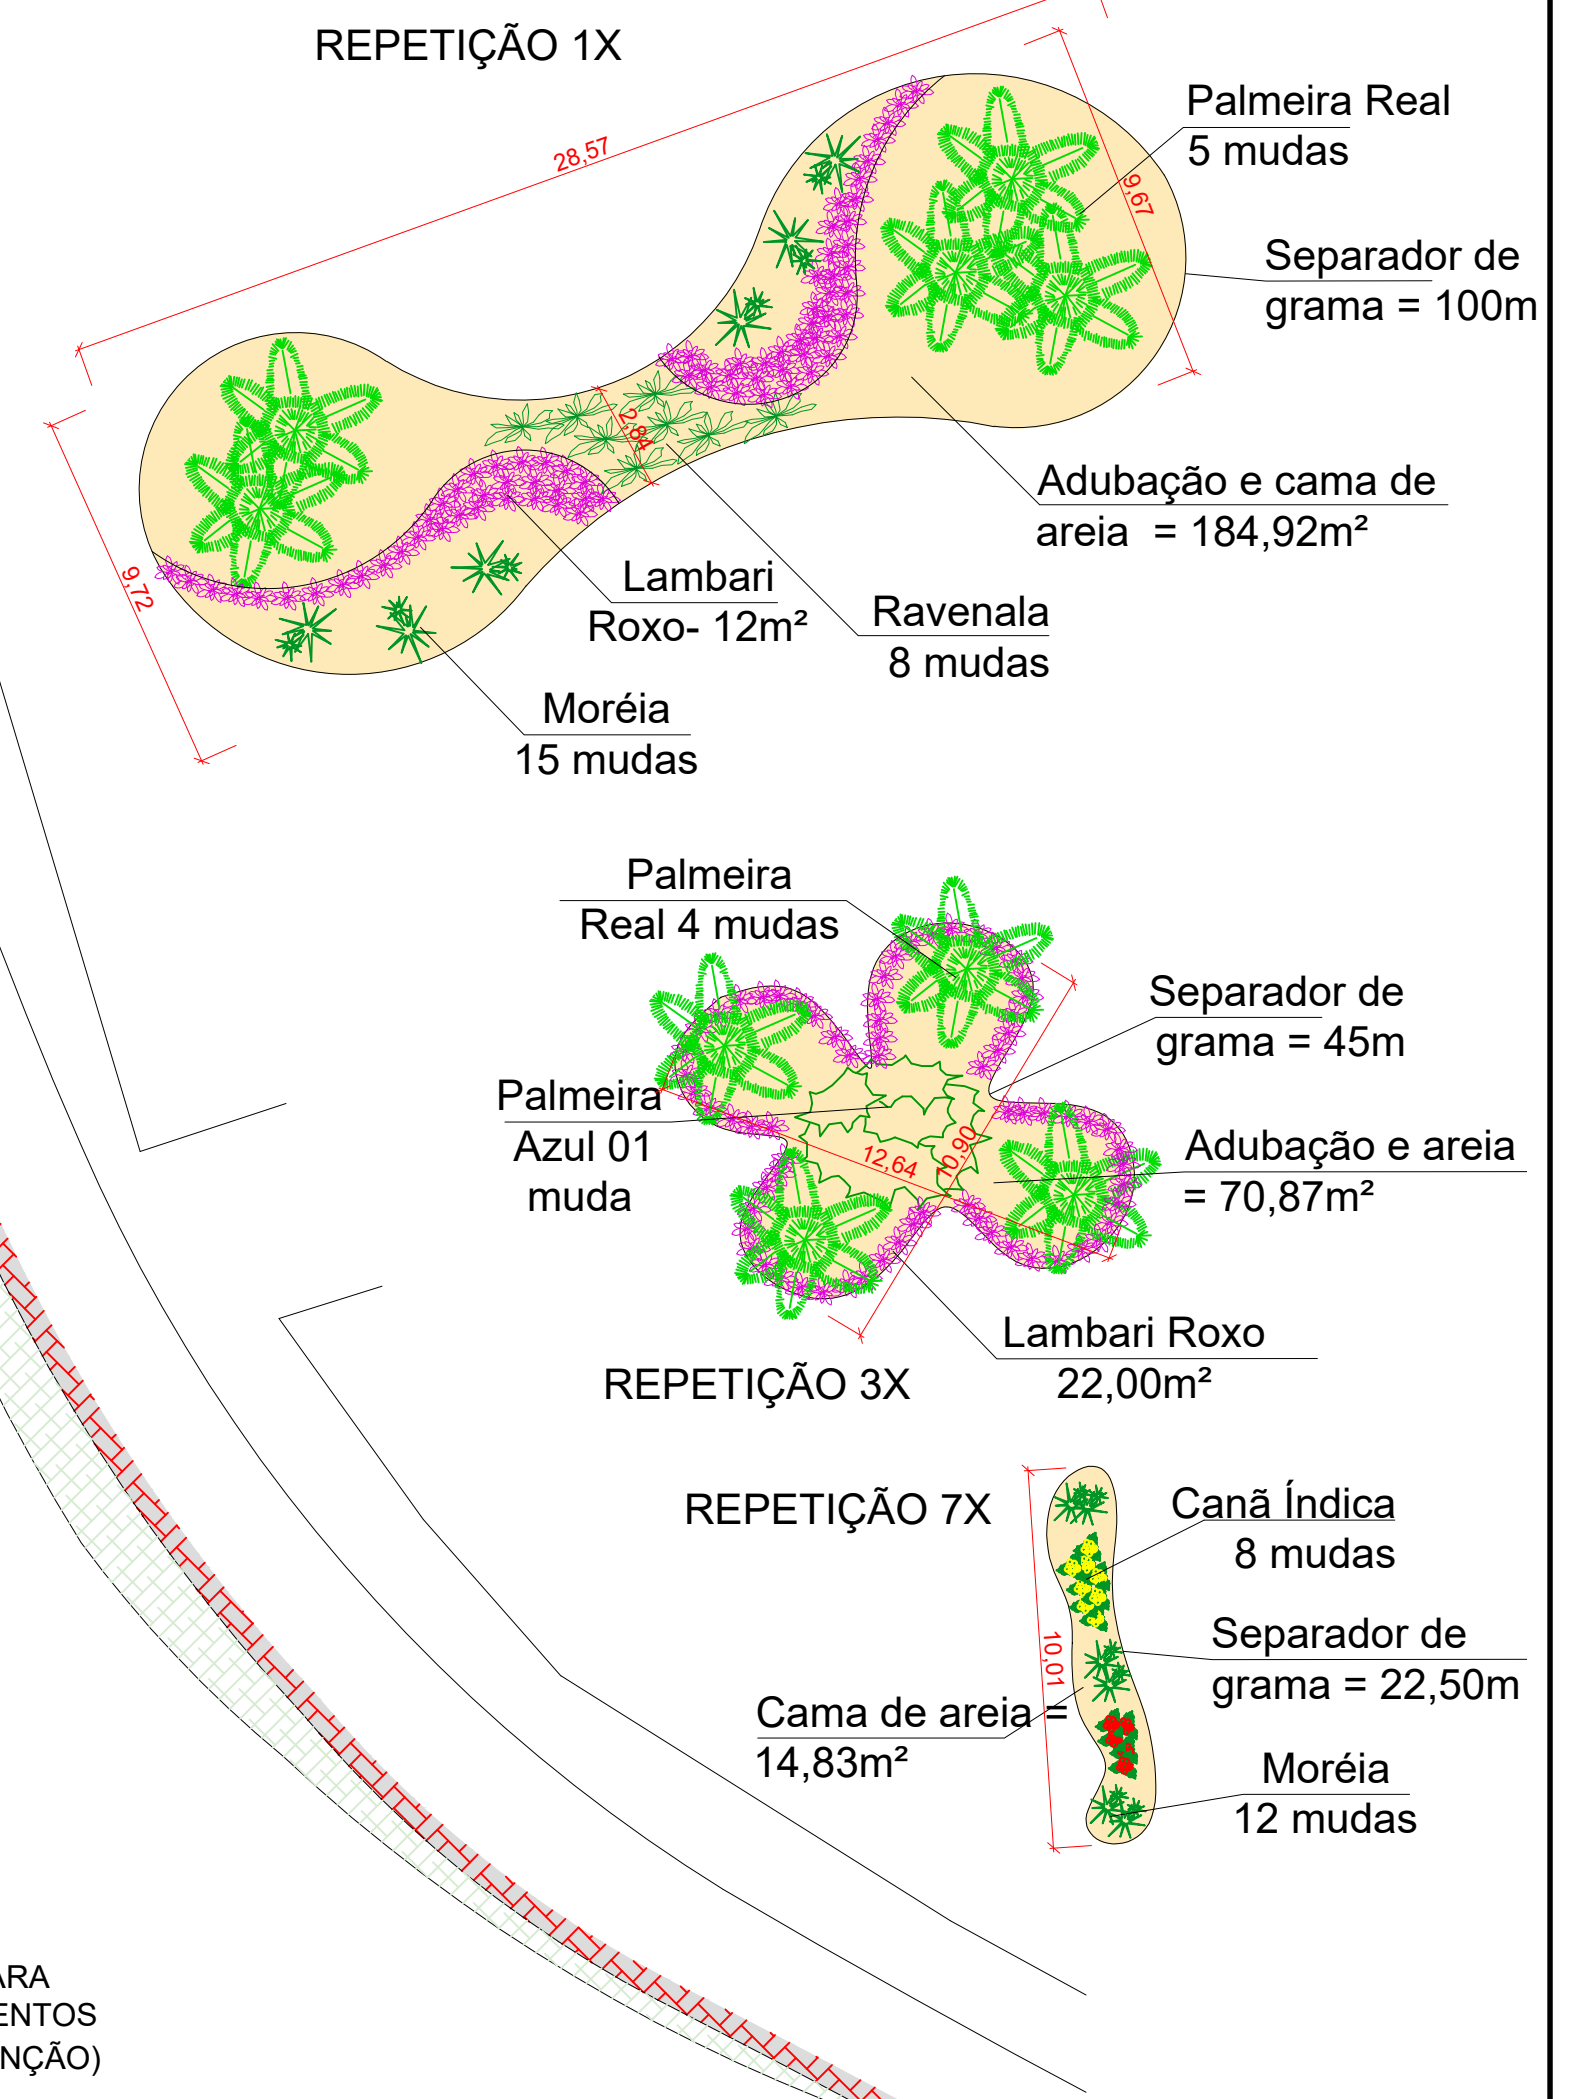 REPETIÇÃO 1X
28,57
Palmeira Real
5 mudas
9,67
Separador de
grama = 100m
2,84
Adubação e cama de
areia = 184,92m²
9,72
Lambari
Roxo- 12m²
Ravenala
8 mudas
Moréia
15 mudas
Palmeira
Real 4 mudas
Separador de
grama = 45m
Palmeira
Azul 01
muda
12,64
10,90
Adubação e areia
= 70,87m²
Lambari Roxo
22,00m²
REPETIÇÃO 3X
REPETIÇÃO 7X
Canã Índica
8 mudas
10,01
Separador de
grama = 22,50m
Cama de areia =
14,83m²
Moréia
12 mudas
ARA
ENTOS
NÇÃO)